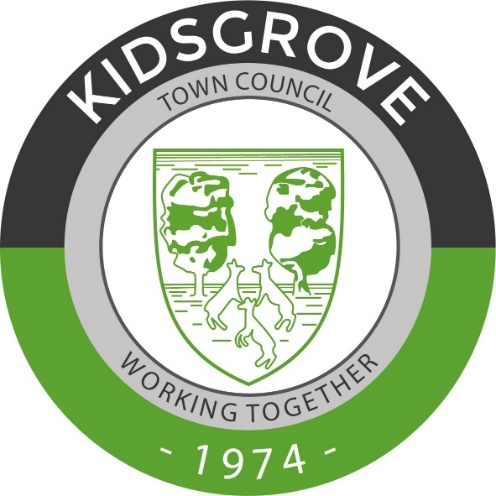 KIDSGROVE
TOWN COUNCIL
WORKING TOGETHER
- 1974 -